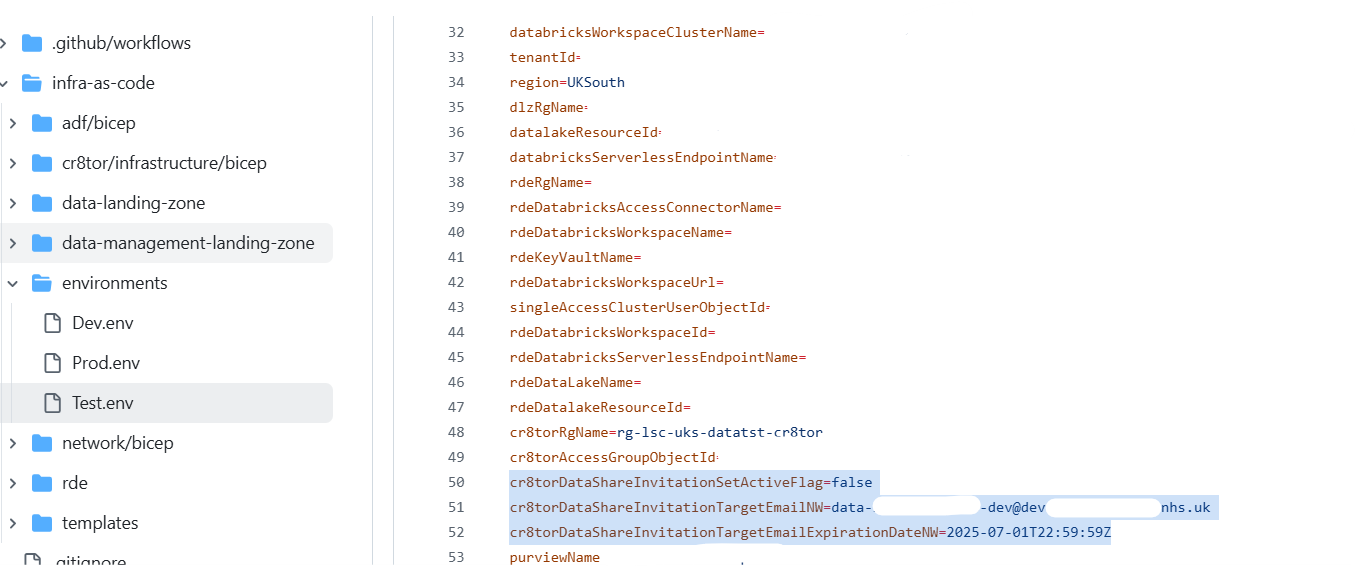 .github/workflows
infra-as-code
adf/bicep
cr8tor/infrastructure/bicep
data-landing-zone
data-management-landing-zone
environments
Dev.env
Prod.env
Test.env
network/bicep
rde
templates
.gitignore
32 databricksWorkspaceClusterName=
33 tenantId=
34 region=UKSouth
35 dlzRgName=
36 datalakeResourceId=
37 databricksServerlessEndpointName=
38 rdeRgName=
39 rdeDatabricksAccessConnectorName=
40 rdeDatabricksWorkspaceName=
41 rdeKeyVaultName=
42 rdeDatabricksWorkspaceUrl=
43 singleAccessClusterUserObjectId=
44 rdeDatabricksWorkspaceId=
45 rdeDatabricksServerlessEndpointName=
46 rdeDataLakeName=
47 rdeDatalakeResourceId=
48 cr8torRgName=rg-lsc-uks-datatst-cr8tor
49 cr8torAccessGroupObjectId=
50 cr8torDataShareInvitationSetActiveFlag=false
51 cr8torDataShareInvitationTargetEmailNW=data- -dev@dev nhs.uk
52 cr8torDataShareInvitationTargetEmailExpirationDateNW=2025-07-01T22:59:59Z
53 purviewName